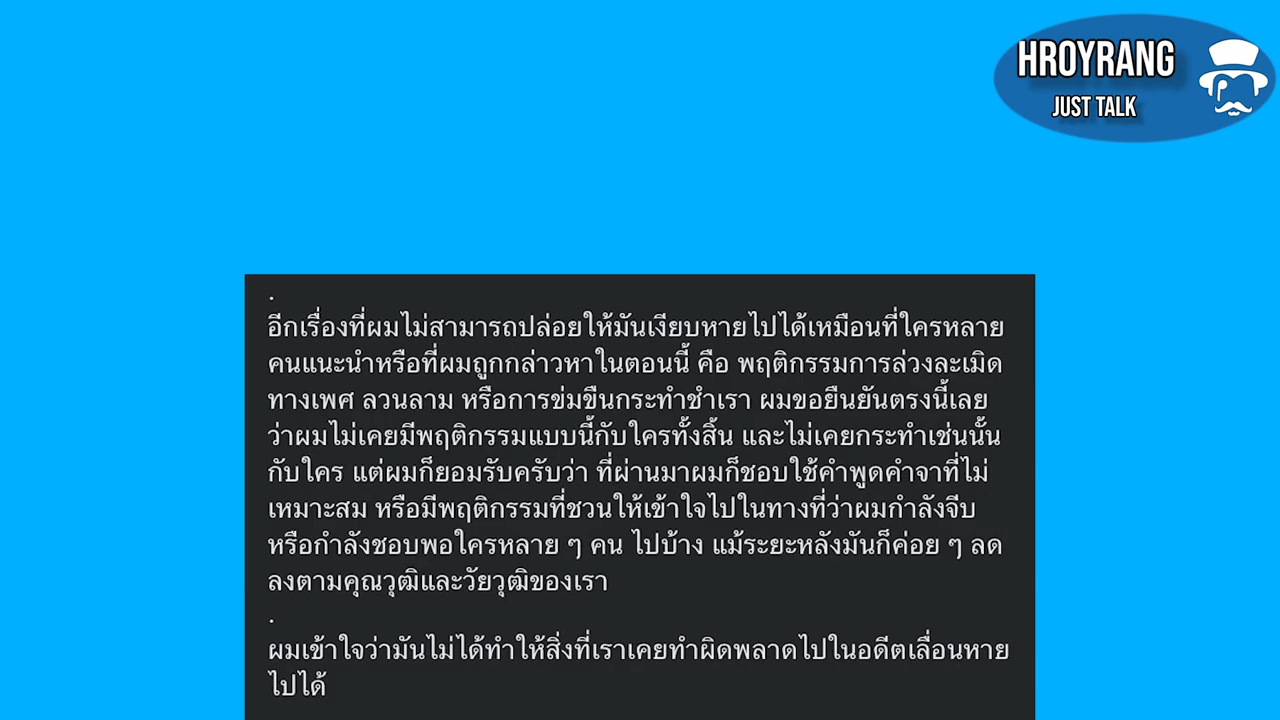 HROYRANG
JUST TALK
.
อีกเรื่องที่ผมไม่สามารถปล่อยให้มันเงียบหายไปได้เหมือนที่ใครหลาย
คนแนะนำหรือที่ผมถูกกล่าวหาในตอนนี้ คือ พฤติกรรมการล่วงละเมิด
ทางเพศ ลวนลาม หรือการข่มขืนกระทำชำเรา ผมขอยืนยันตรงนี้เลย
ว่าผมไม่เคยมีพฤติกรรมแบบนี้กับใครทั้งสิ้น และไม่เคยกระทำเช่นนั้น
กับใคร แต่ผมก็ยอมรับครับว่า ที่ผ่านมาผมก็ชอบใช้คำพูดคำจาที่ไม่
เหมาะสม หรือมีพฤติกรรมที่ชวนให้เข้าใจไปในทางที่ว่าผมกำลังจีบ
หรือกำลังชอบพอใครหลาย ๆ คน ไปบ้าง แม้ระยะหลังมันก็ค่อย ๆ ลด
ลงตามคุณวุฒิและวัยวุฒิของเรา
.
ผมเข้าใจว่ามันไม่ได้ทำให้สิ่งที่เราเคยทำผิดพลาดไปในอดีตเลื่อนหาย
ไปได้